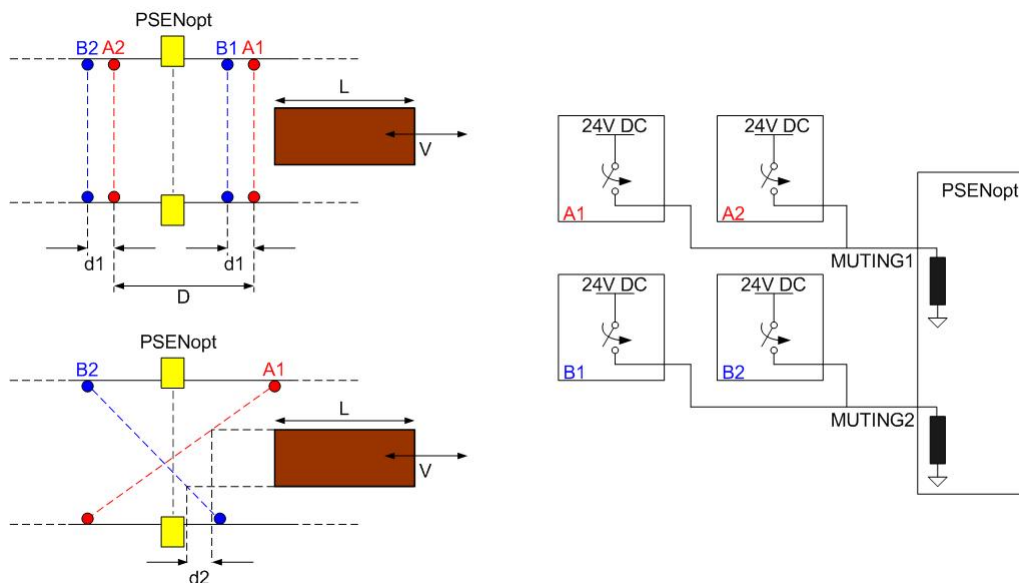 PSENopt
B2 A2 B1 A1
L
V
d1 d1
D
PSENopt
B2 A1
L
V
d2
24V DC 24V DC
A1 A2
PSENopt
MUTING1
24V DC 24V DC
B1 B2
MUTING2